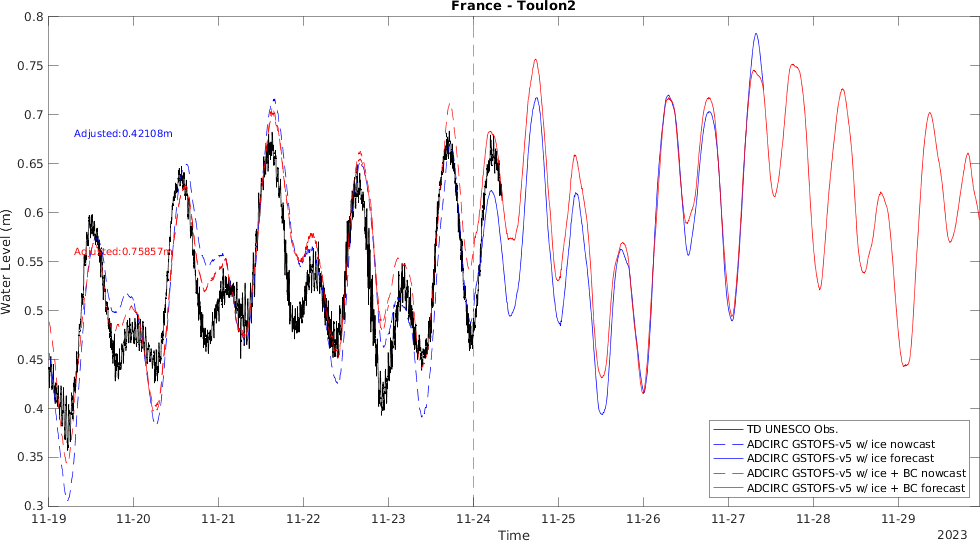 France - Toulon2
0.8
0.75
0.7
0.65
0.6
0.55
0.5
0.45
0.4
0.35
0.3
Water Level (m)
Adjusted:0.42108m
Adjusted:0.75857m
TD UNESCO Obs.
ADCIRC GSTOFS-v5 w/ ice nowcast
ADCIRC GSTOFS-v5 w/ ice forecast
ADCIRC GSTOFS-v5 w/ ice + BC nowcast
ADCIRC GSTOFS-v5 w/ ice + BC forecast
11-19 11-20 11-21 11-22 11-23 11-24 11-25 11-26 11-27 11-28 11-29
Time
2023